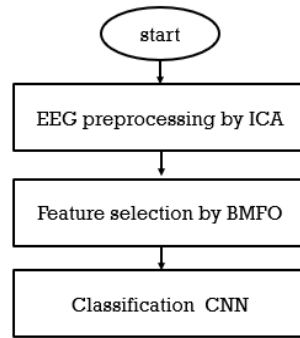 start
EEG preprocessing by ICA
Feature selection by BMFO
Classification CNN